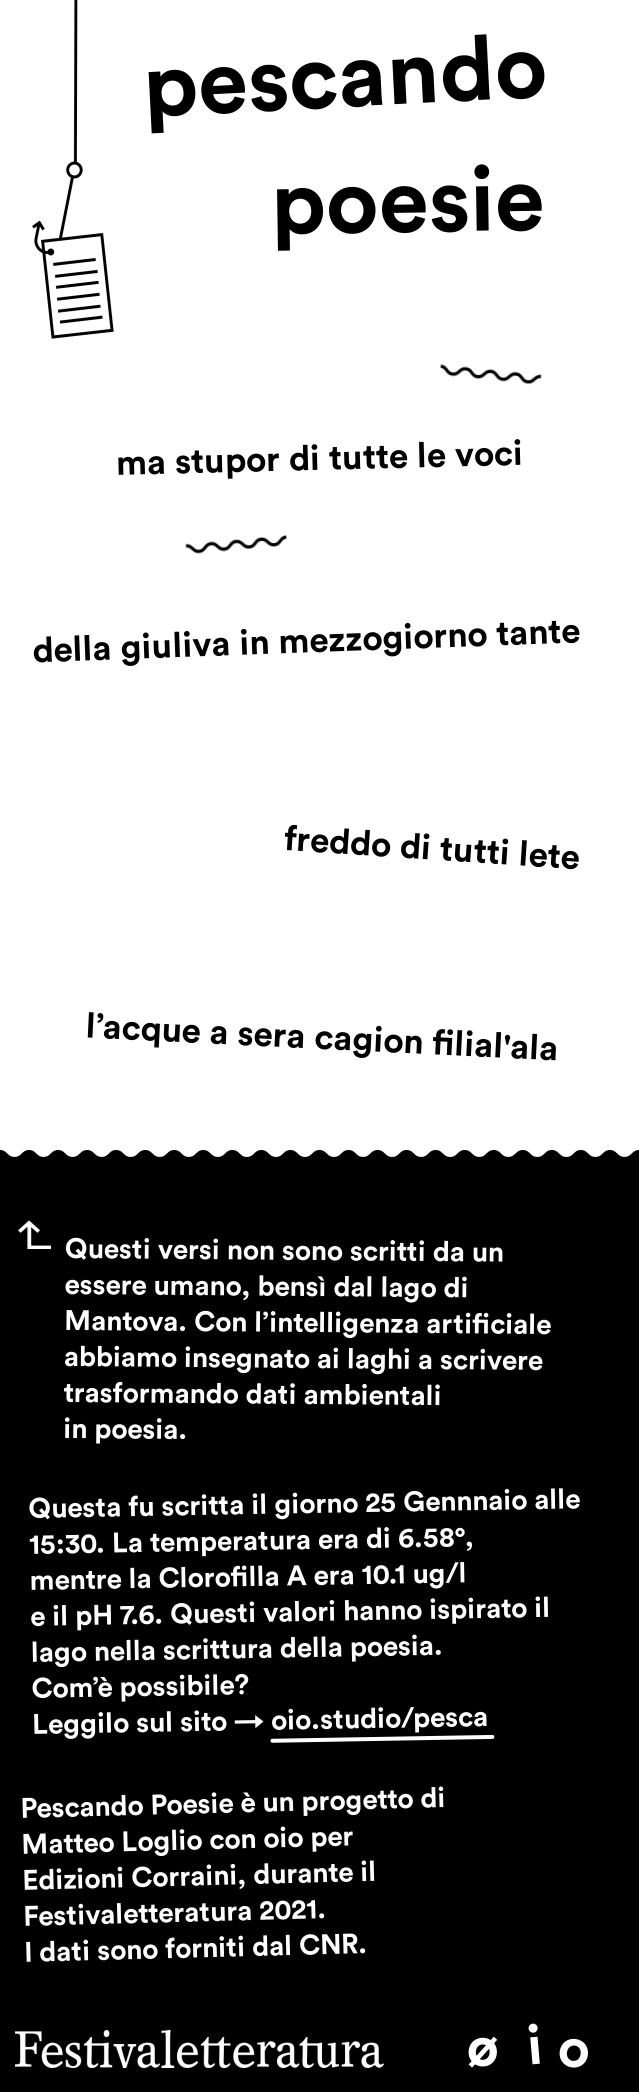 pescando
poesie
ma stupor di tutte le voci
della giuliva in mezzogiorno tante
freddo di tutti lete
l’acque a sera cagion filial'ala
Questi versi non sono scritti da un
essere umano, bensì dal lago di
Mantova. Con l’intelligenza artificiale
abbiamo insegnato ai laghi a scrivere
trasformando dati ambientali
in poesia.
Questa fu scritta il giorno 25 Gennnaio alle
15:30. La temperatura era di 6.58°,
mentre la Clorofilla A era 10.1 ug/l
e il pH 7.6. Questi valori hanno ispirato il
lago nella scrittura della poesia.
Com’è possibile?
Leggilo sul sito → oio.studio/pesca
Pescando Poesie è un progetto di
Matteo Loglio con oio per
Edizioni Corraini, durante il
Festivaletteratura 2021.
I dati sono forniti dal CNR.
Festivaletteratura øio